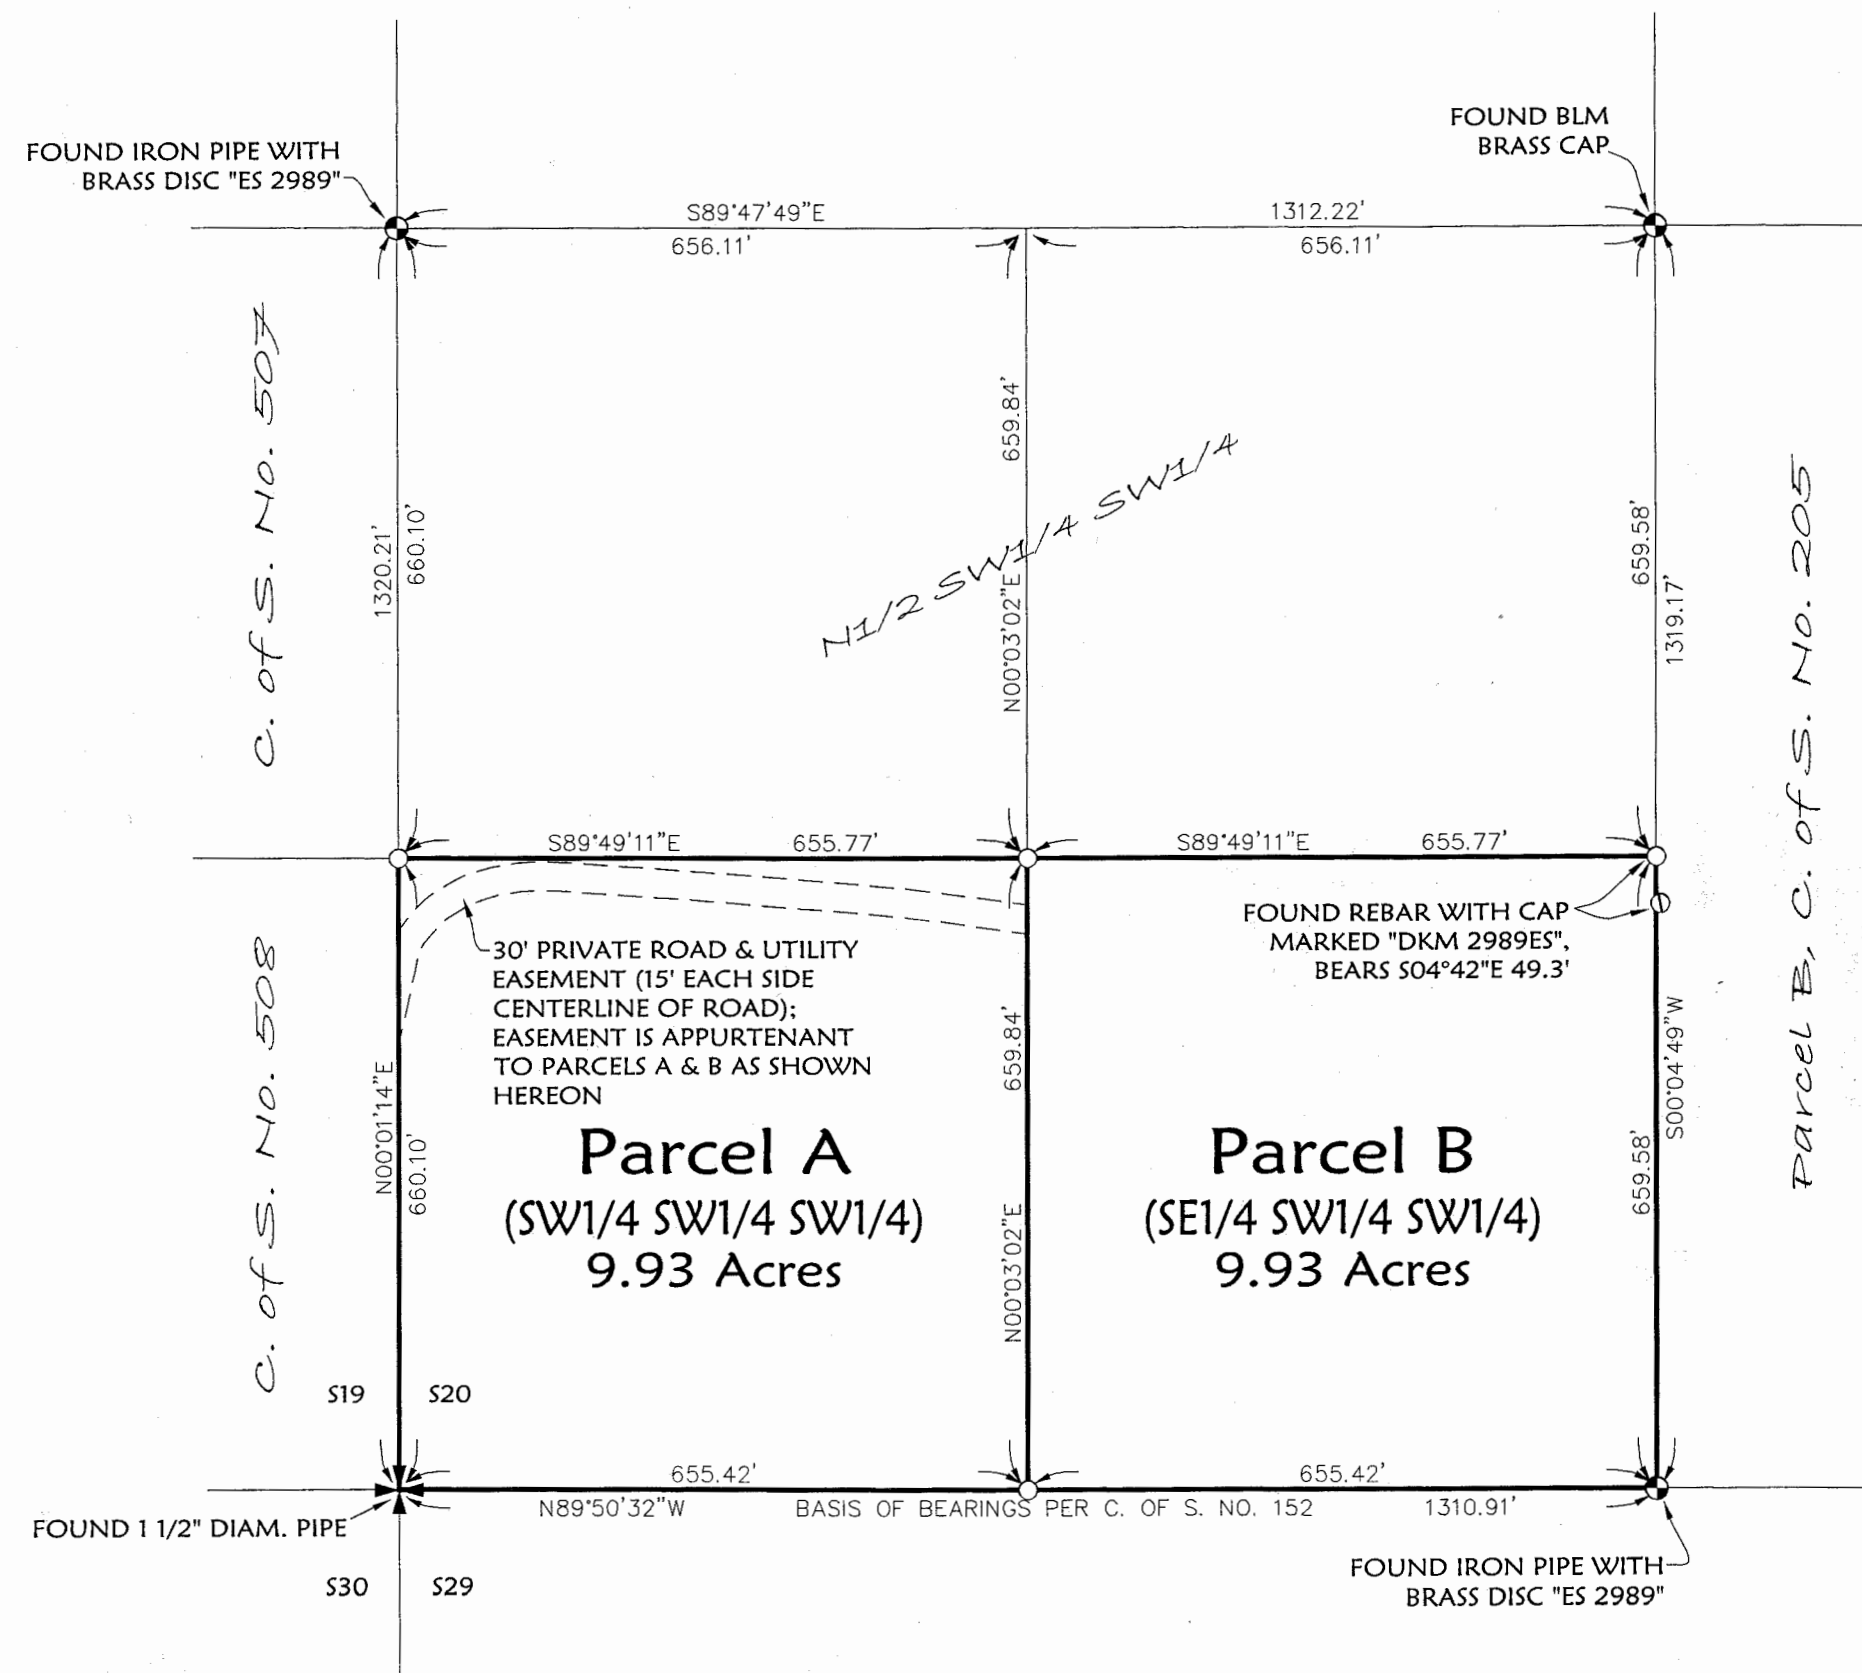 FOUND IRON PIPE WITH
BRASS DISC "ES 2989"
FOUND BLM
BRASS CAP
S89°47'49"E
1312.22'
656.11'
656.11'
C. of S. No. 507
1320.21'
660.10'
659.84'
N00°03'02"E
N1/2 SW1/4 SW1/4
659.58'
1319.17'
Parcel B, C. of S. No. 205
S89°49'11"E
655.77'
S89°49'11"E
655.77'
FOUND REBAR WITH CAP
MARKED "DKM 2989ES",
BEARS S04°42"E 49.3'
30' PRIVATE ROAD & UTILITY
EASEMENT (15' EACH SIDE
CENTERLINE OF ROAD);
EASEMENT IS APPURTENANT
TO PARCELS A & B AS SHOWN
HEREON
C. of S. No. 508
N00°01'14"E
660.10'
Parcel A
(SW1/4 SW1/4 SW1/4)
9.93 Acres
659.84'
N00°03'02"E
Parcel B
(SE1/4 SW1/4 SW1/4)
9.93 Acres
659.58'
S00°04'49"W
S19
S20
655.42'
655.42'
N89°50'32"W
BASIS OF BEARINGS PER C. OF S. NO. 152
1310.91'
FOUND 1 1/2" DIAM. PIPE
S30
S29
FOUND IRON PIPE WITH
BRASS DISC "ES 2989"